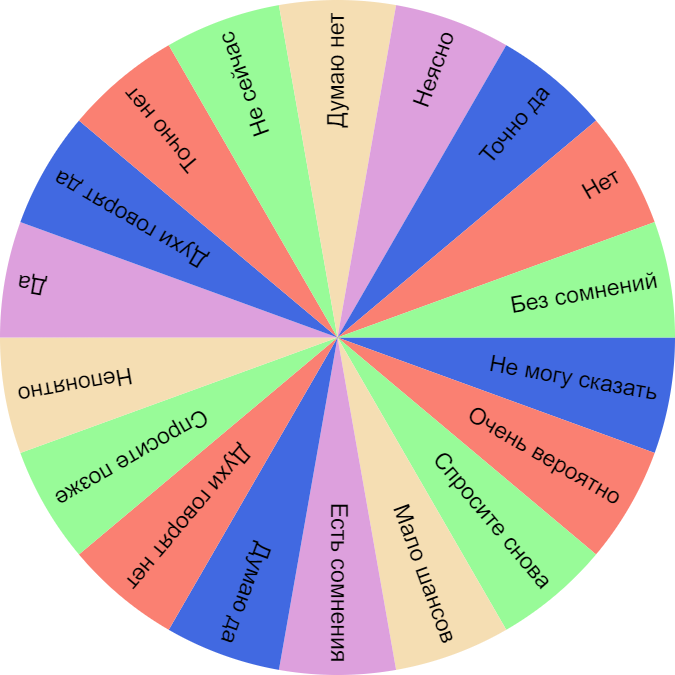 Думаю нет
Неясно
Точно да
Нет
Без сомнений
Не могу сказать
Очень вероятно
Спросите снова
Мало шансов
Есть сомнения
Думаю да
Духи говорят нет
Спросите позже
Непонятно
Да
Духи говорят да
Точно нет
Не сейчас